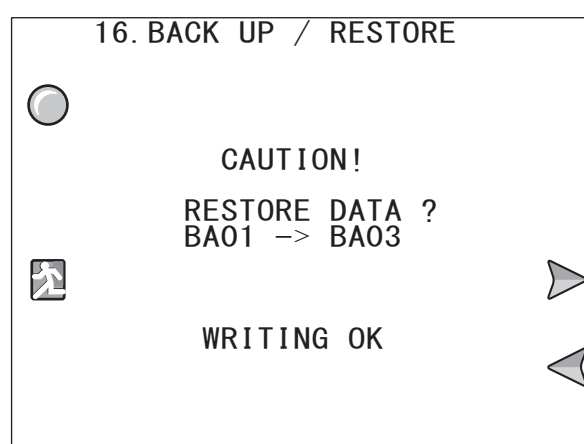 16. BACK UP / RESTORE
CAUTION!
RESTORE DATA ?
BA01 -> BA03
WRITING OK